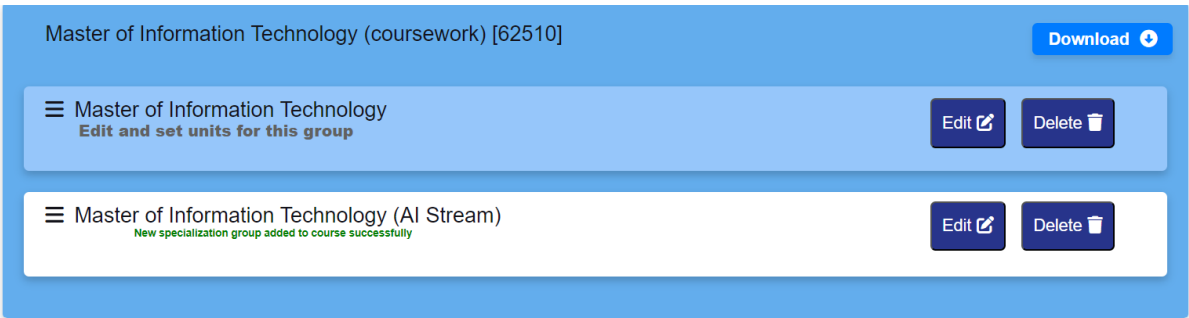 Master of Information Technology (coursework) [62510]
Download
Master of Information Technology
Edit and set units for this group
Edit
Delete
Master of Information Technology (AI Stream)
New specialization group added to course successfully
Edit
Delete